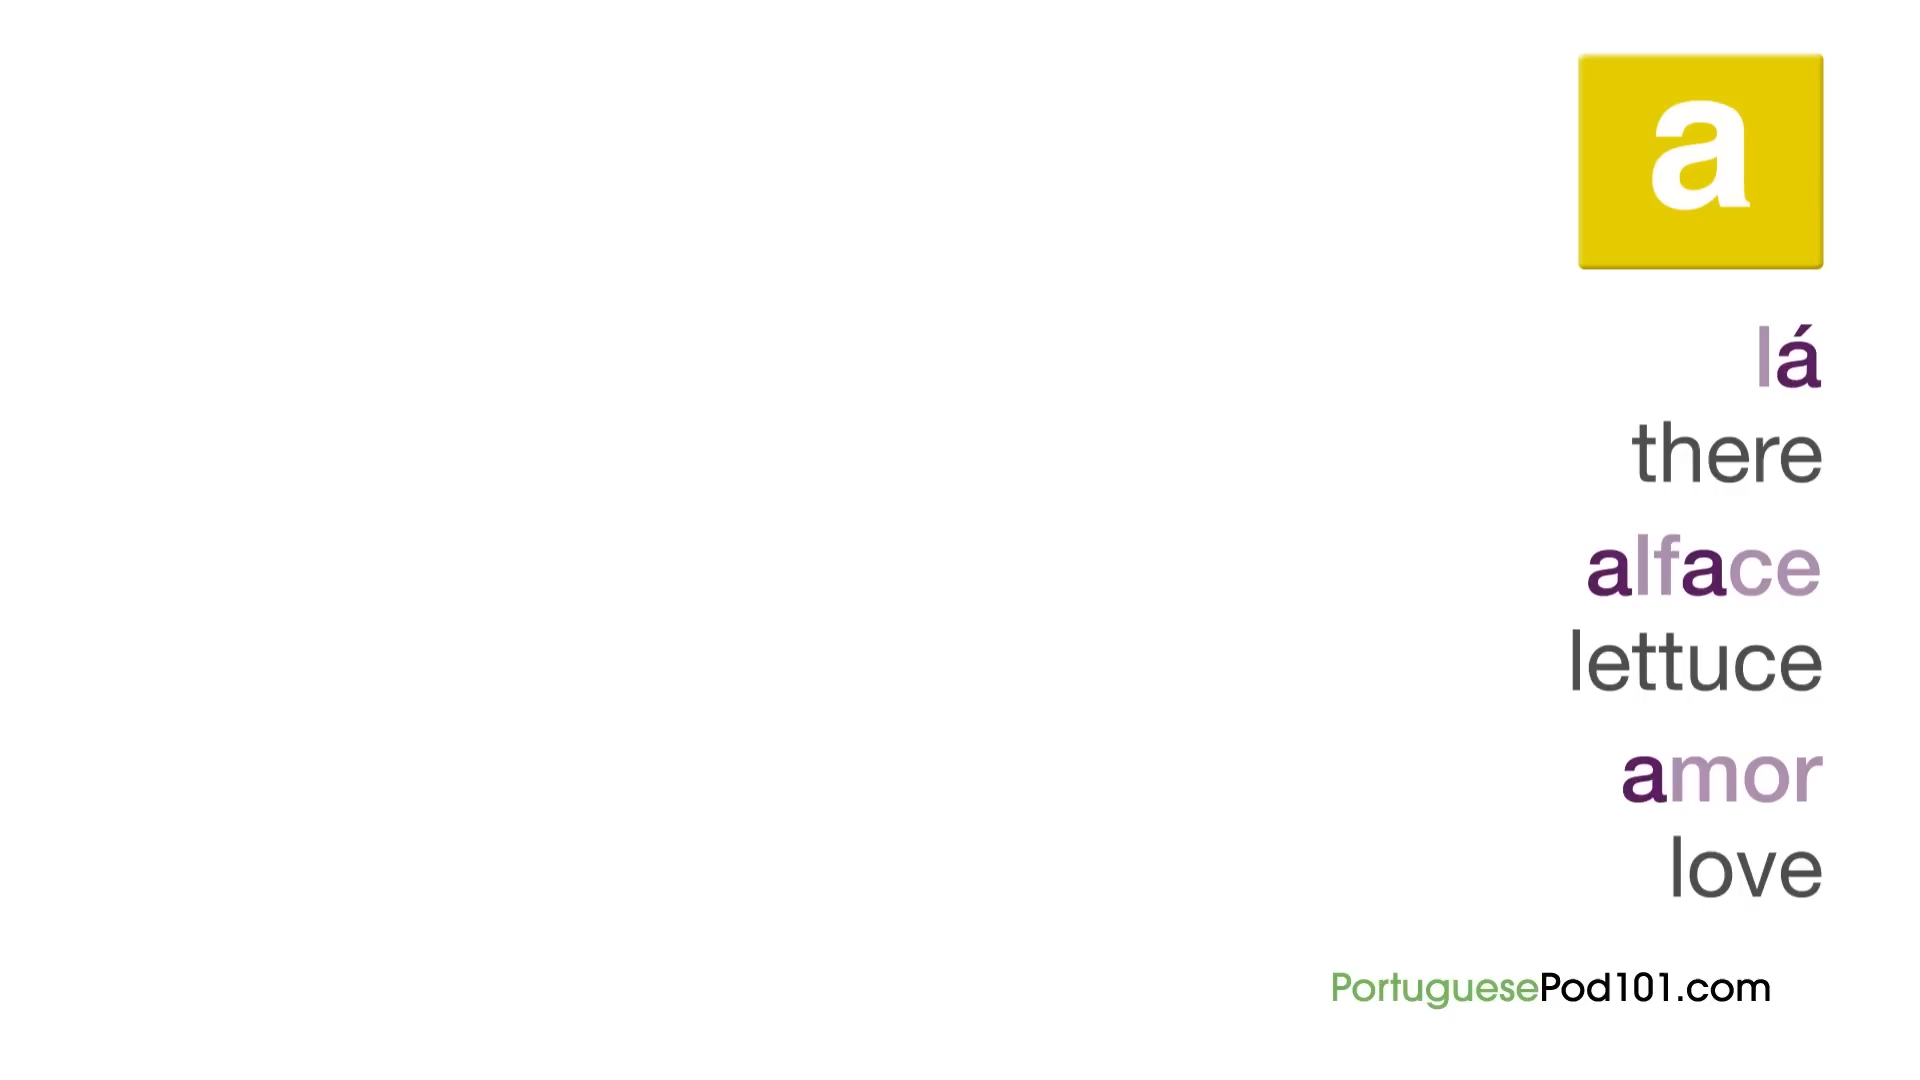 a
lá
there
alface
lettuce
amor
love
PortuguesePod101.com